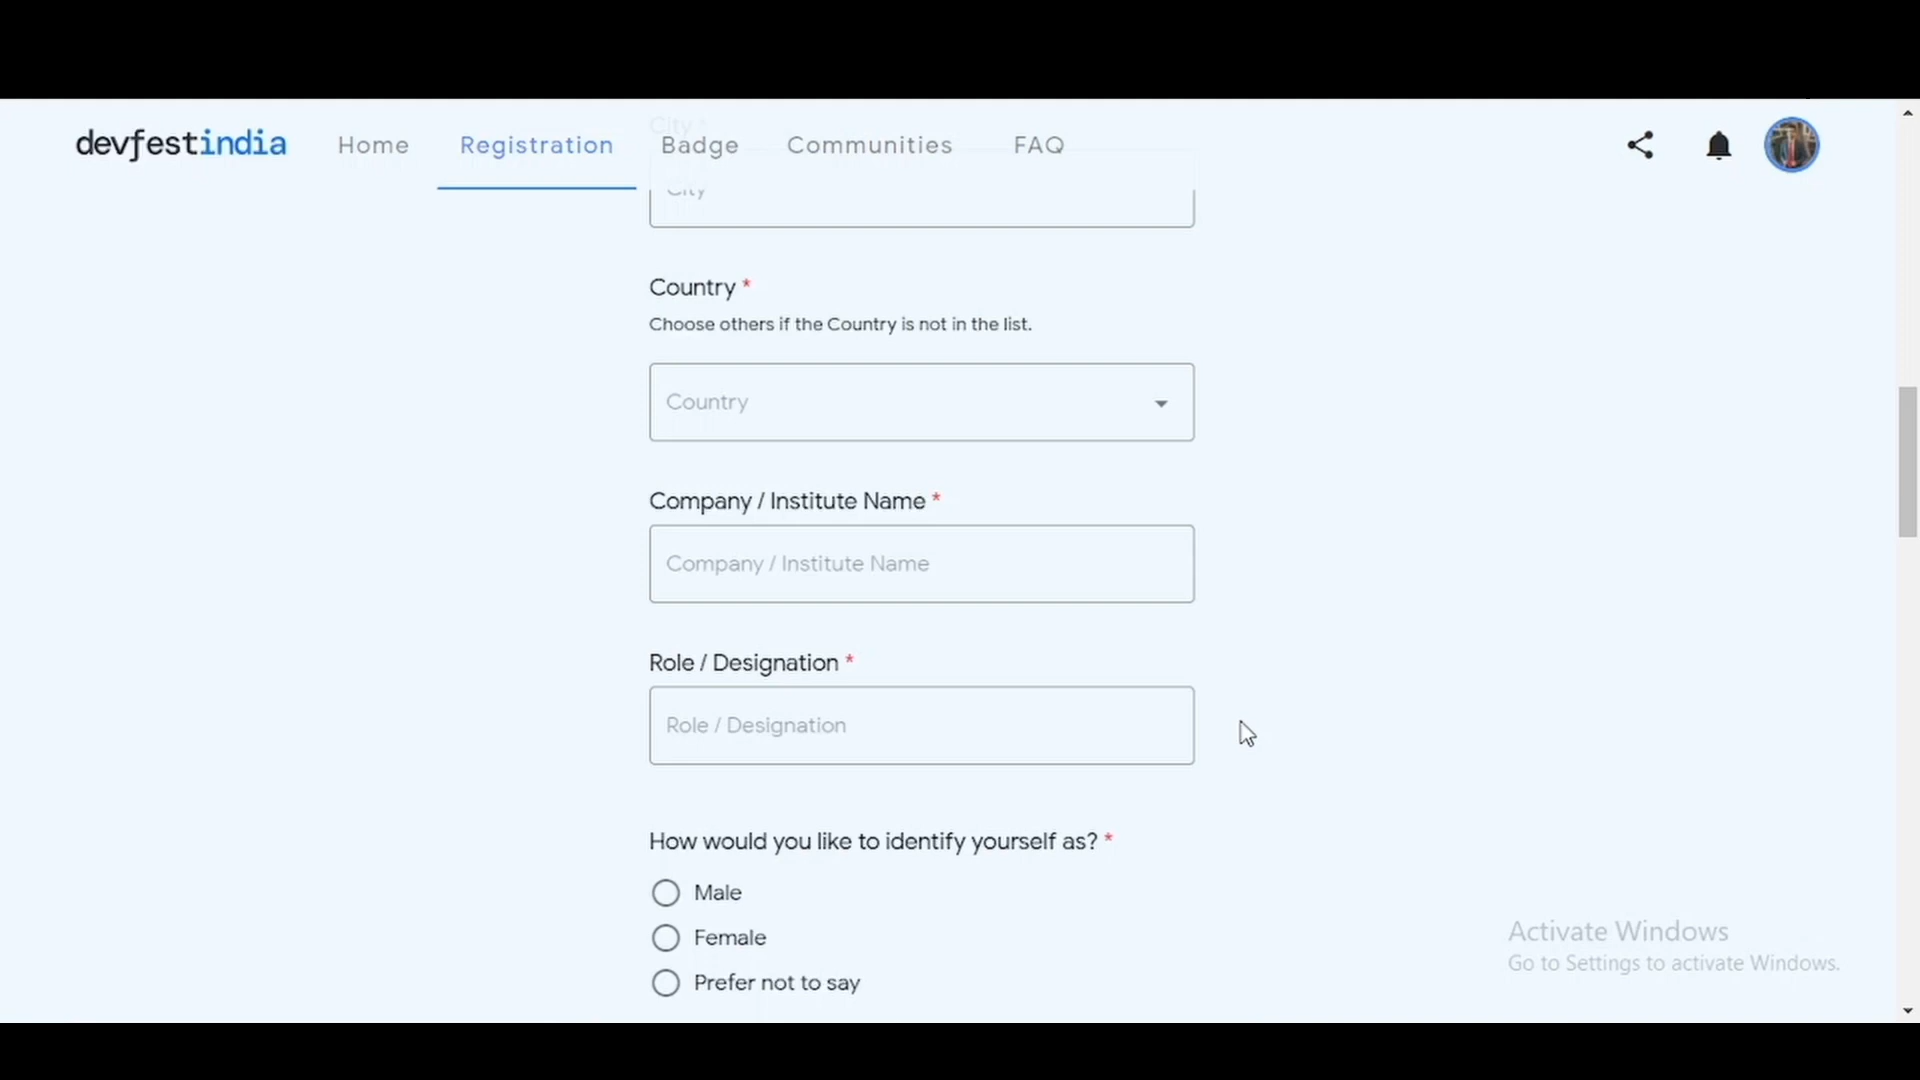 devfestindia Home Registration Badge Communities FAQ
City *
City
Country *
Choose others if the Country is not in the list.
Country
Company / Institute Name *
Company / Institute Name
Role / Designation *
Role / Designation
How would you like to identify yourself as? *
Male
Female
Prefer not to say
Activate Windows
Go to Settings to activate Windows.